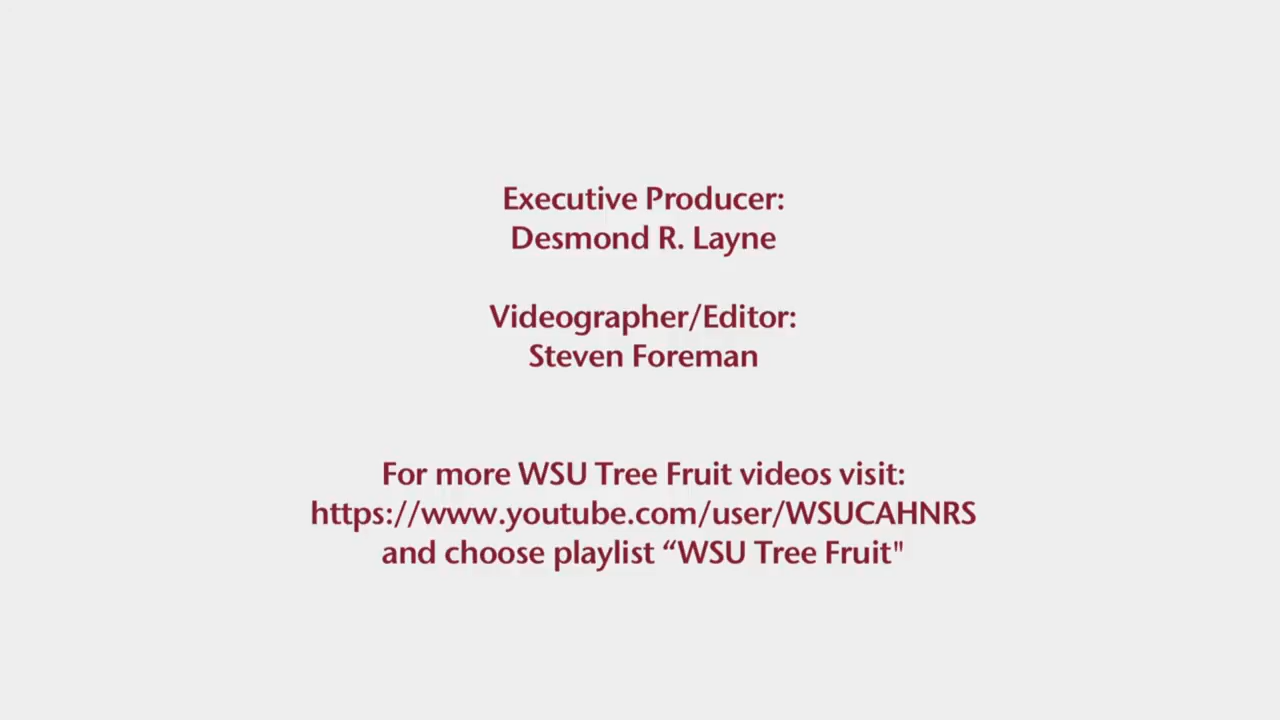 Executive Producer:
Desmond R. Layne
Videographer/Editor:
Steven Foreman
For more WSU Tree Fruit videos visit:
https://www.youtube.com/user/WSUCAHNRS
and choose playlist “WSU Tree Fruit"